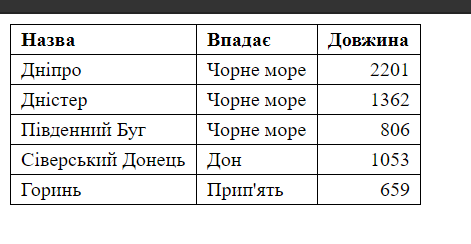 Назва Впадає Довжина
Дніпро Чорне море 2201
Дністер Чорне море 1362
Південний Буг Чорне море 806
Сіверський Донець Дон 1053
Горинь Прип'ять 659